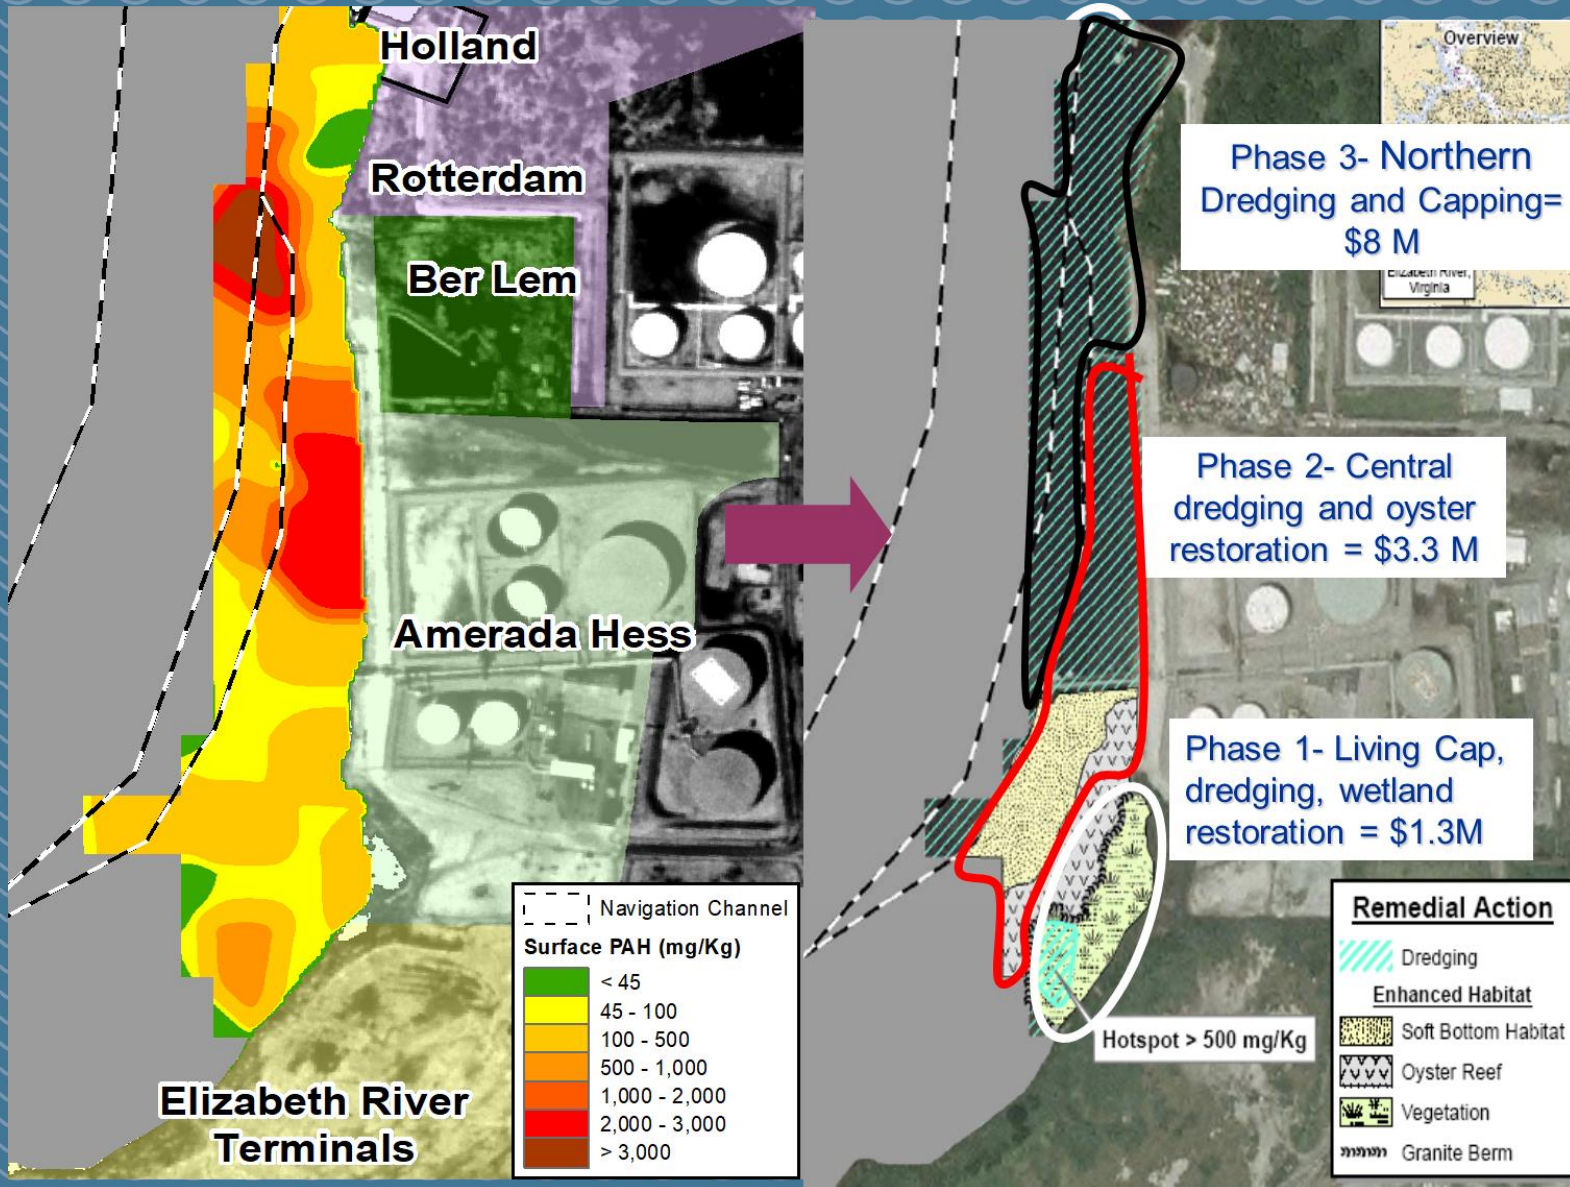 Holland
Rotterdam
Ber Lem
Amerada Hess
Elizabeth River
Terminals
Navigation Channel
Surface PAH (mg/Kg)
< 45
45 - 100
100 - 500
500 - 1,000
1,000 - 2,000
2,000 - 3,000
> 3,000
Overview
Phase 3- Northern
Dredging and Capping=
$8 M
Elizabeth River,
Virginia
Phase 2- Central
dredging and oyster
restoration = $3.3 M
Phase 1- Living Cap,
dredging, wetland
restoration = $1.3M
Hotspot > 500 mg/Kg
Remedial Action
Dredging
Enhanced Habitat
Soft Bottom Habitat
Oyster Reef
Vegetation
Granite Berm